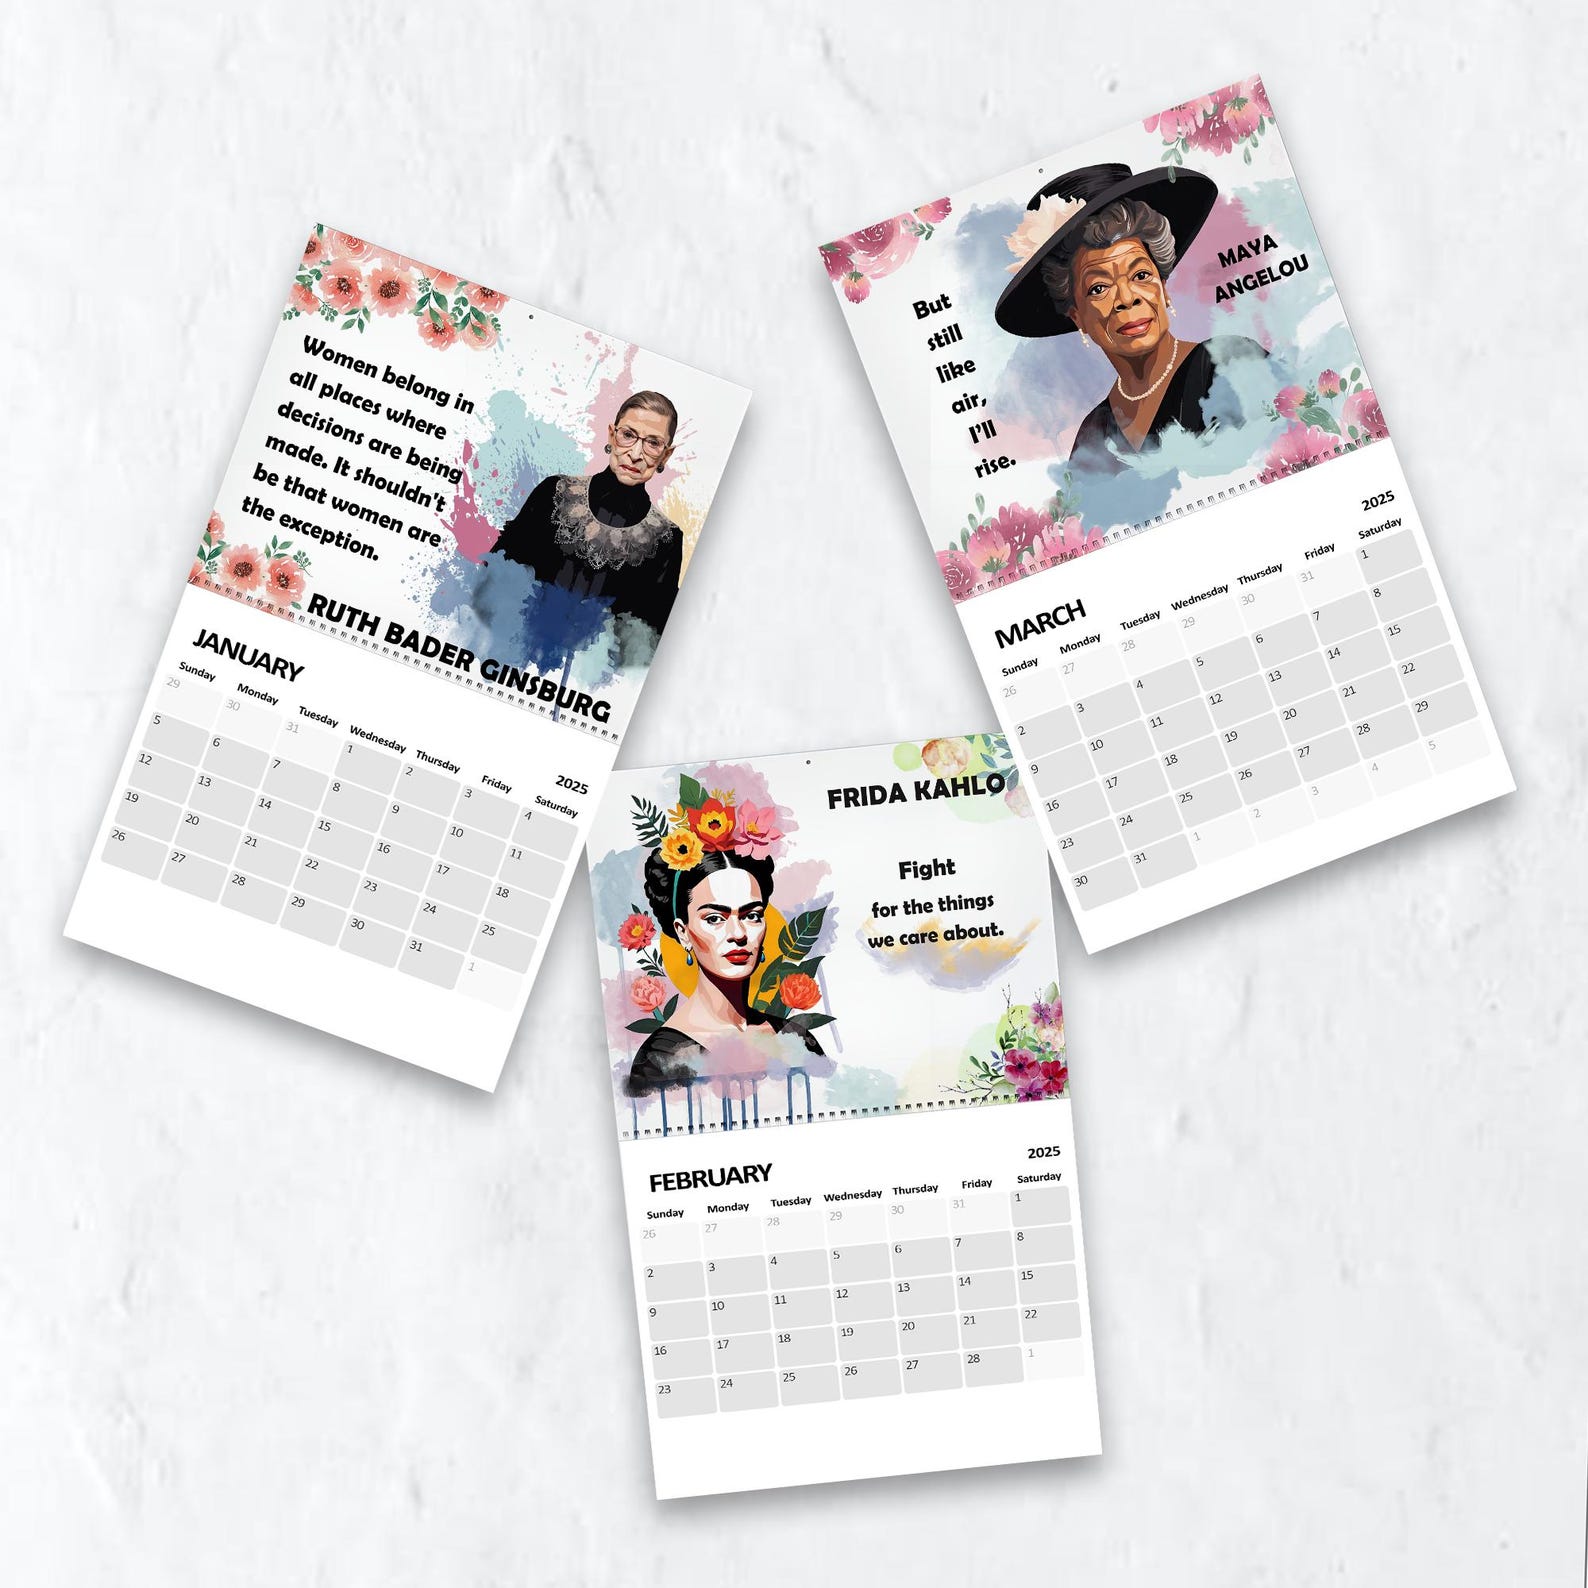 Women belong in
all places where
decisions are being
made. It shouldn't
be that women are
the exception.
RUTH BADER GINSBURG
JANUARY
2025
Sunday Monday Tuesday Wednesday Thursday Friday Saturday
29 30 31 1 2 3 4
5 6 7 8 9 10 11
12 13 14 15 16 17 18
19 20 21 22 23 24 25
26 27 28 29 30 31 1
MAYA
ANGELOU
But
still
like
air,
I'll
rise.
2025
MARCH
Sunday Monday Tuesday Wednesday Thursday Friday Saturday
26 27 28 29 30 31 1
2 3 4 5 6 7 8
9 10 11 12 13 14 15
16 17 18 19 20 21 22
23 24 25 26 27 28 29
30 31 1 2 3 4 5
FRIDA KAHLO
Fight
for the things
we care about.
2025
FEBRUARY
Sunday Monday Tuesday Wednesday Thursday Friday Saturday
26 27 28 29 30 31 1
2 3 4 5 6 7 8
9 10 11 12 13 14 15
16 17 18 19 20 21 22
23 24 25 26 27 28 1